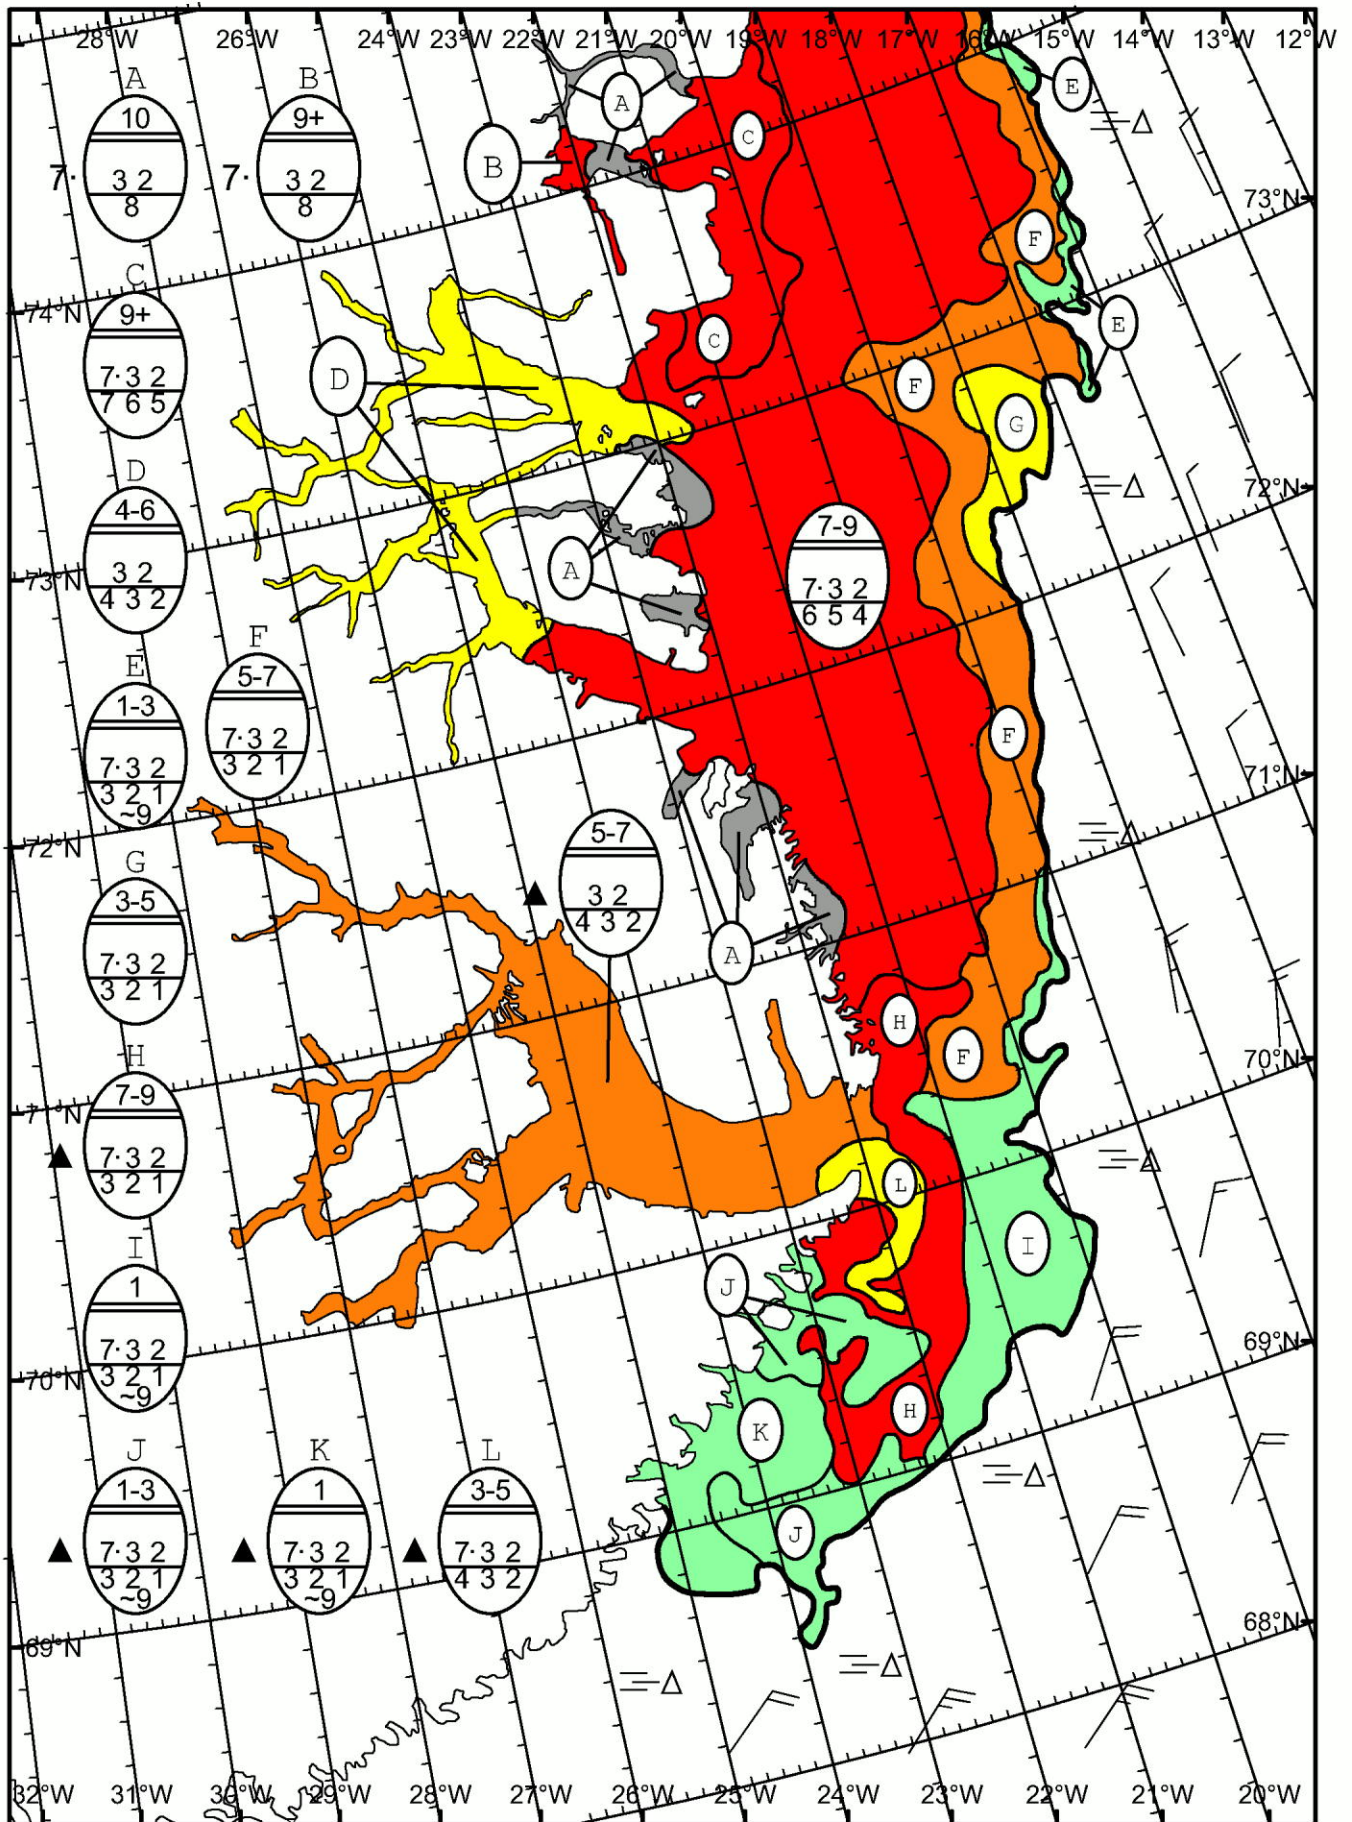 28°W 26°W 24°W 23°W 22°W 21°W 20°W 19°W 18°W 17°W 16°W 15°W 14°W 13°W 12°W
A B
10 9+
7· 3 2 7· 3 2
8 8
A
E
C
B
73°N
F
C
9+
7·3 2
7 6 5
74°N
E
C
D
F
G
D
4-6
3 2
4 3 2
72°N
7-9
7·3 2
6 5 4
A
73°N
E F
1-3 5-7
7·3 2 7·3 2
3 2 1 3 2 1
~9
F
71°N
72°N
5-7
3 2
4 3 2
G
3-5
7·3 2
3 2 1
A
H
F
70°N
H
7-9
7·3 2
3 2 1
71°N
L
I
J
I
1
7·3 2
3 2 1
~9
69°N
70°N
H
K
J K L
1-3 1 3-5
7·3 2 7·3 2 7·3 2
3 2 1 3 2 1 4 3 2
~9 ~9
J
68°N
69°N
32°W 31°W 30°W 29°W 28°W 27°W 26°W 25°W 24°W 23°W 22°W 21°W 20°W